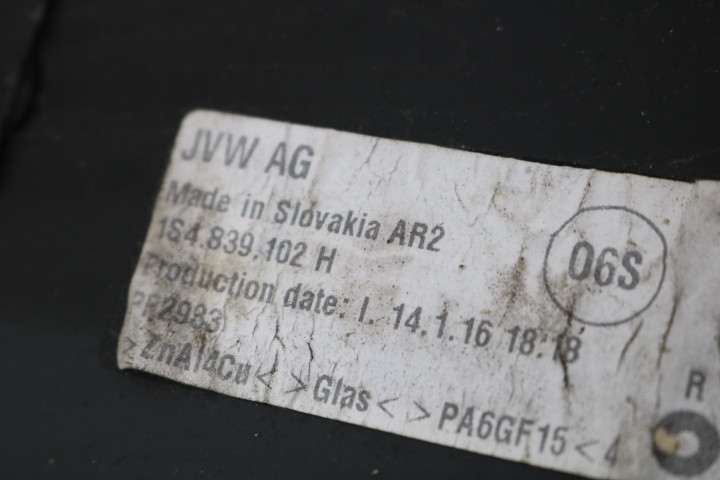 JVW AG
Made in Slovakia AR2
1S4.839.102 H
06S
Production date: I. 14.1.16 18:18
PF2983
>ZnAl4Cu< >Glas< >PA6GF15<4
R